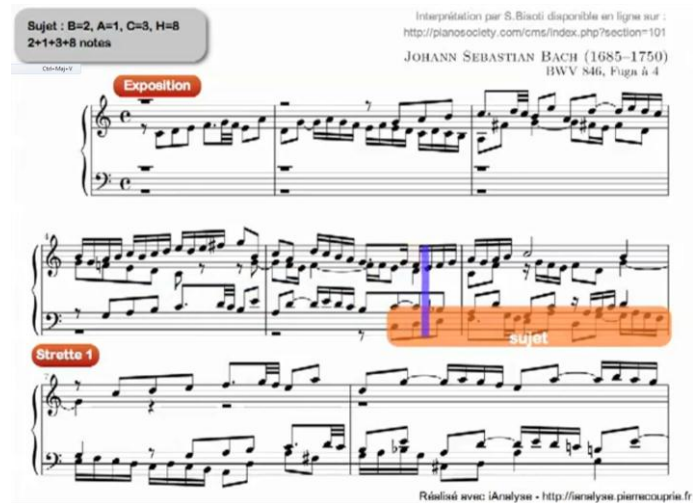 Sujet : B=2, A=1, C=3, H=8
2+1+3+8 notes
Interprétation par S.Bisoti disponible en ligne sur :
http://pianosociety.com/cms/index.php?section=101
Ctrl+Maj+V
JOHANN SEBASTIAN BACH (1685–1750)
BWV 846, Fuga à 4
Exposition
4
sujet
Strette 1
7
Réalisé avec iAnalyse - http://ianalyse.pierrecouprie.fr